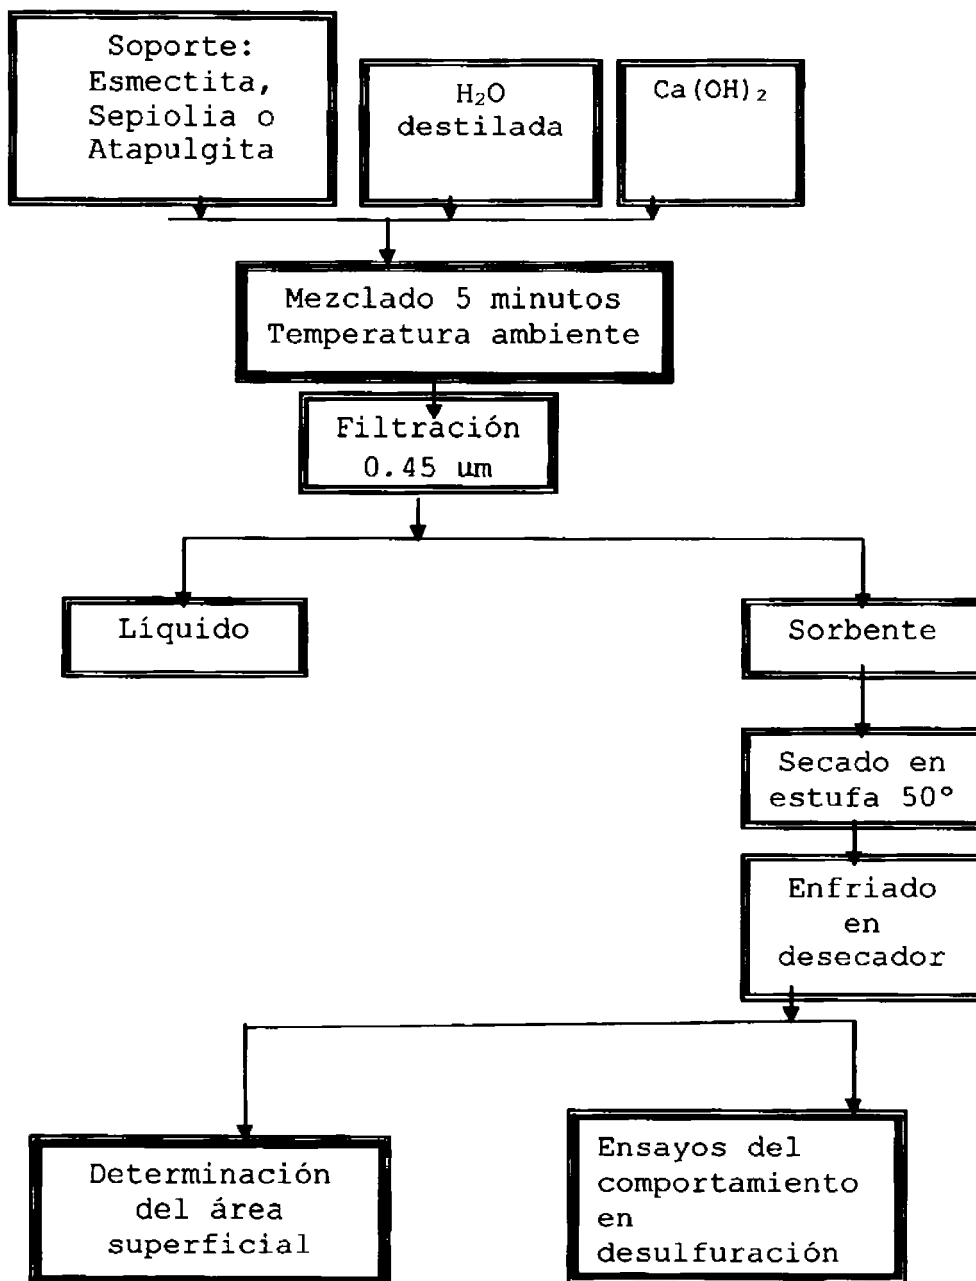 Soporte:
Esmectita,
Sepiolia o
Atapulgita
H₂O
destilada
Ca(OH)₂
Mezclado 5 minutos
Temperatura ambiente
Filtración
0.45 um
Líquido
Sorbente
Secado en
estufa 50°
Enfriado
en
desecador
Determinación
del área
superficial
Ensayos del
comportamiento
en
desulfuración